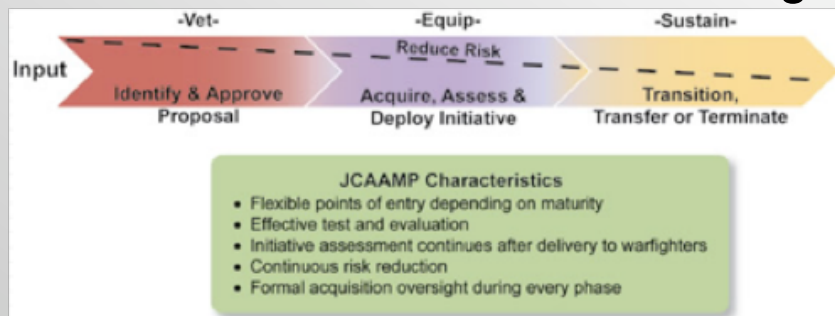 -Vet- -Equip- -Sustain-
Reduce Risk
Input
Identify & Approve Proposal
Acquire, Assess & Deploy Initiative
Transition, Transfer or Terminate
JCAAMP Characteristics
• Flexible points of entry depending on maturity
• Effective test and evaluation
• Initiative assessment continues after delivery to warfighters
• Continuous risk reduction
• Formal acquisition oversight during every phase